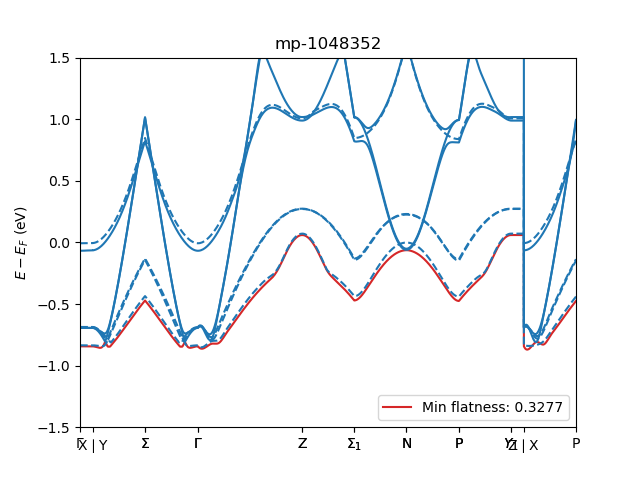 mp-1048352
E − E_F (eV)
1.5
1.0
0.5
0.0
−0.5
−1.0
−1.5
Min flatness: 0.3277
Γ X | Y Σ Γ Z Σ₁ N P Y₁ Z | X P